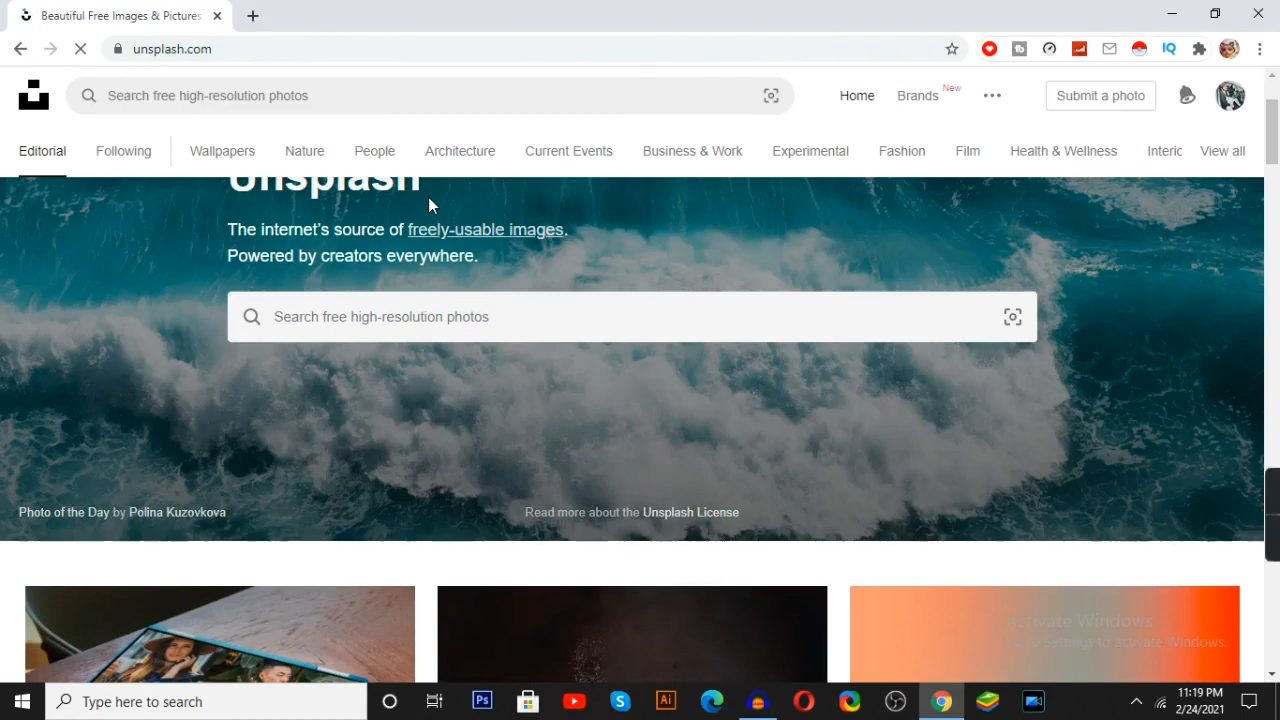 Beautiful Free Images & Pictures
unsplash.com
IQ
Search free high-resolution photos
Home
Brands
New
Submit a photo
Editorial
Following
Wallpapers
Nature
People
Architecture
Current Events
Business & Work
Experimental
Fashion
Film
Health & Wellness
Interic
View all
Unsplash
The internet's source of freely-usable images.
Powered by creators everywhere.
Search free high-resolution photos
Photo of the Day by Polina Kuzovkova
Read more about the Unsplash License
Activate Windows
Go to Settings to activate Windows.
Type here to search
Ps
Ai
11:19 PM
2/24/2021